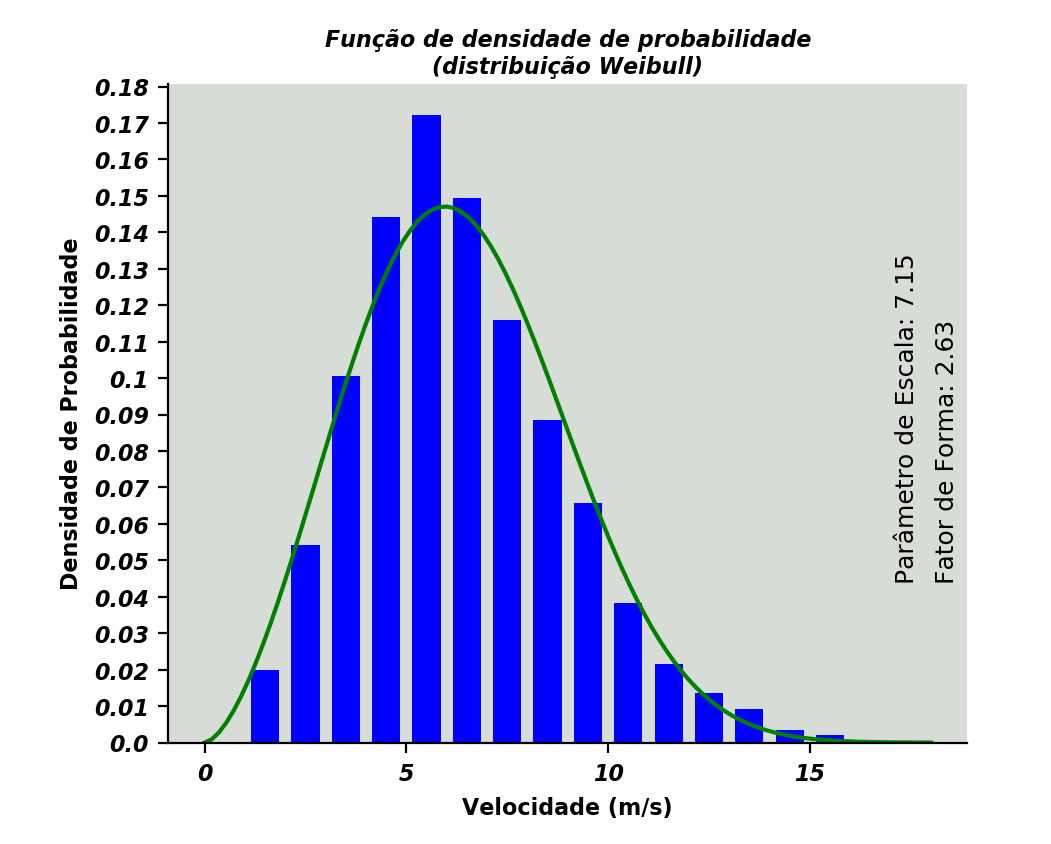 Função de densidade de probabilidade
(distribuição Weibull)
0.18
0.17
0.16
0.15
0.14
0.13
0.12
0.11
0.1
0.09
0.08
0.07
0.06
0.05
0.04
0.03
0.02
0.01
0.0
Densidade de Probabilidade
Parâmetro de Escala: 7.15
Fator de Forma: 2.63
0 5 10 15
Velocidade (m/s)